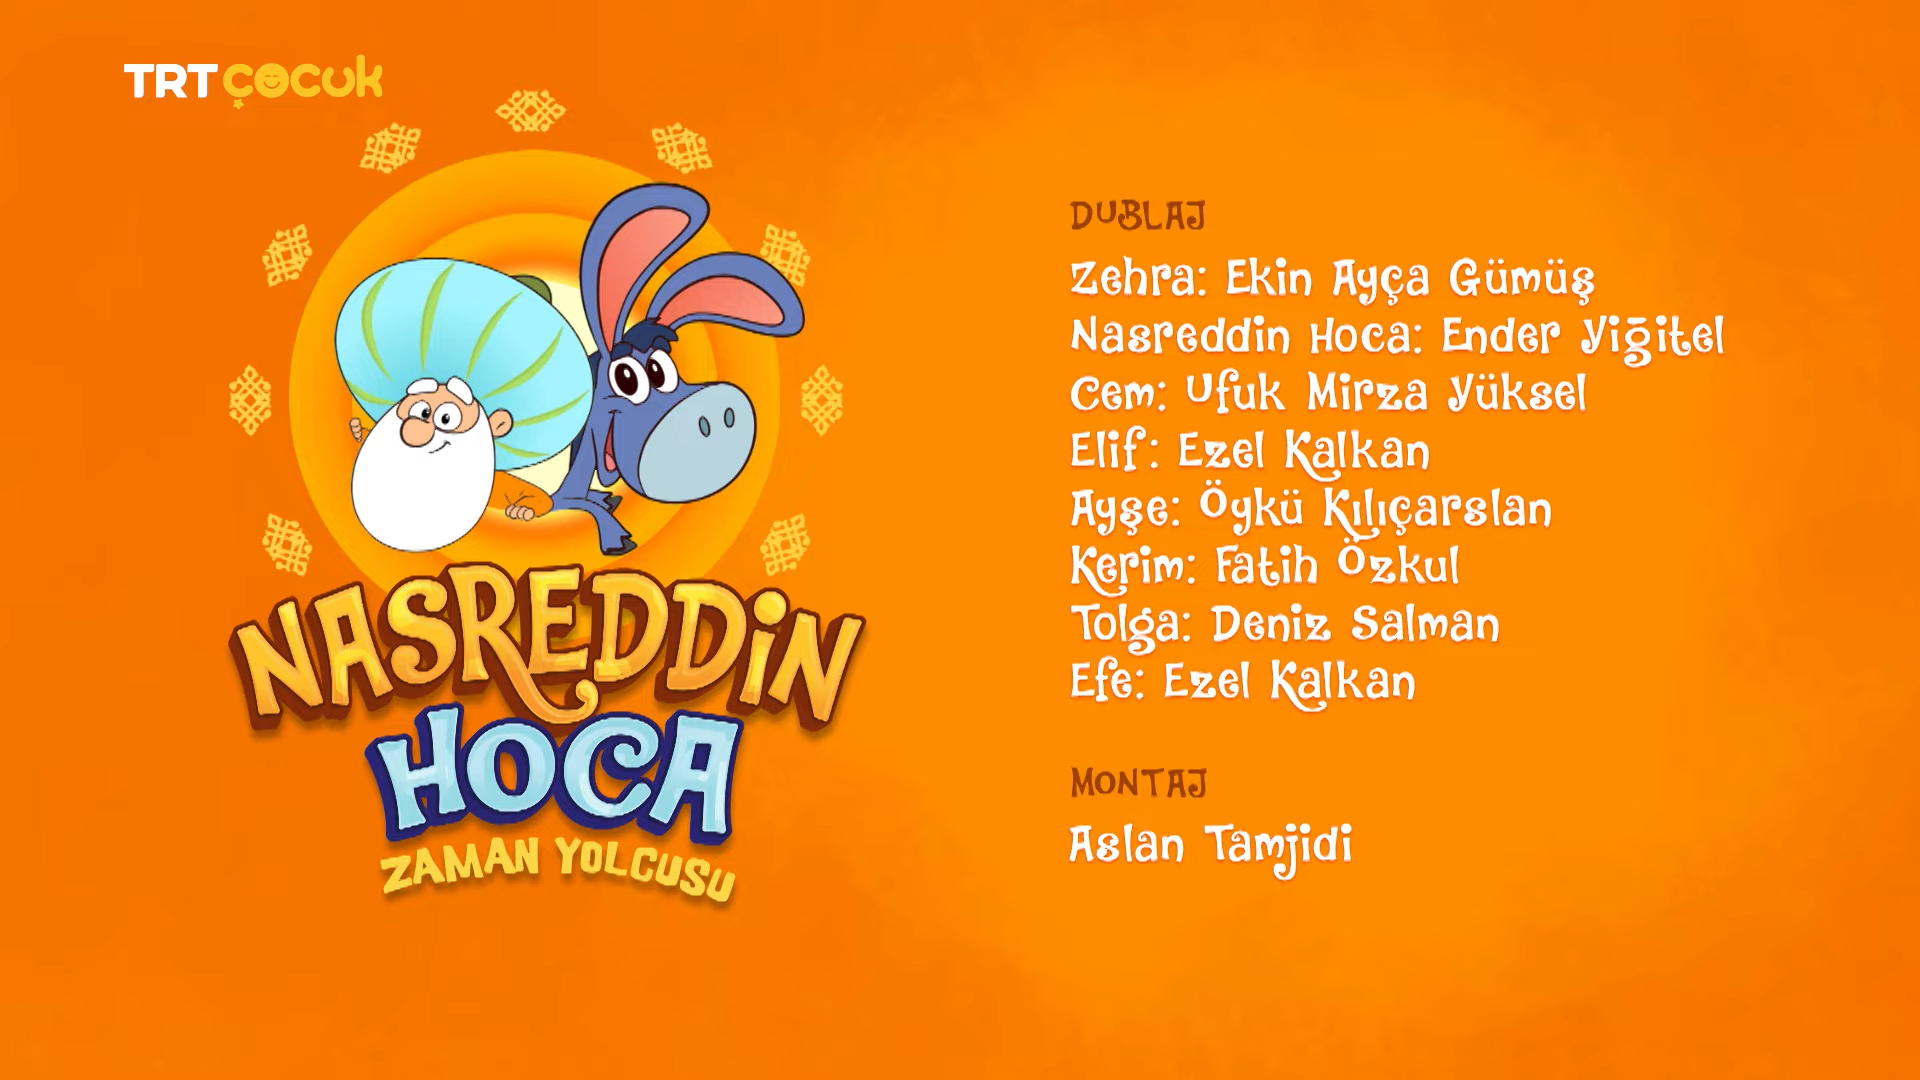 TRT çocuk
NASREDDİN
HOCA
ZAMAN YOLCUSU
DUBLAJ
Zehra: Ekin Ayça Gümüş
Nasreddin Hoca: Ender Yiğitel
Cem: Ufuk Mirza Yüksel
Elif: Ezel Kalkan
Ayşe: Öykü Kılıçarslan
Kerim: Fatih Özkul
Tolga: Deniz Salman
Efe: Ezel Kalkan
MONTAJ
Aslan Tamjidi